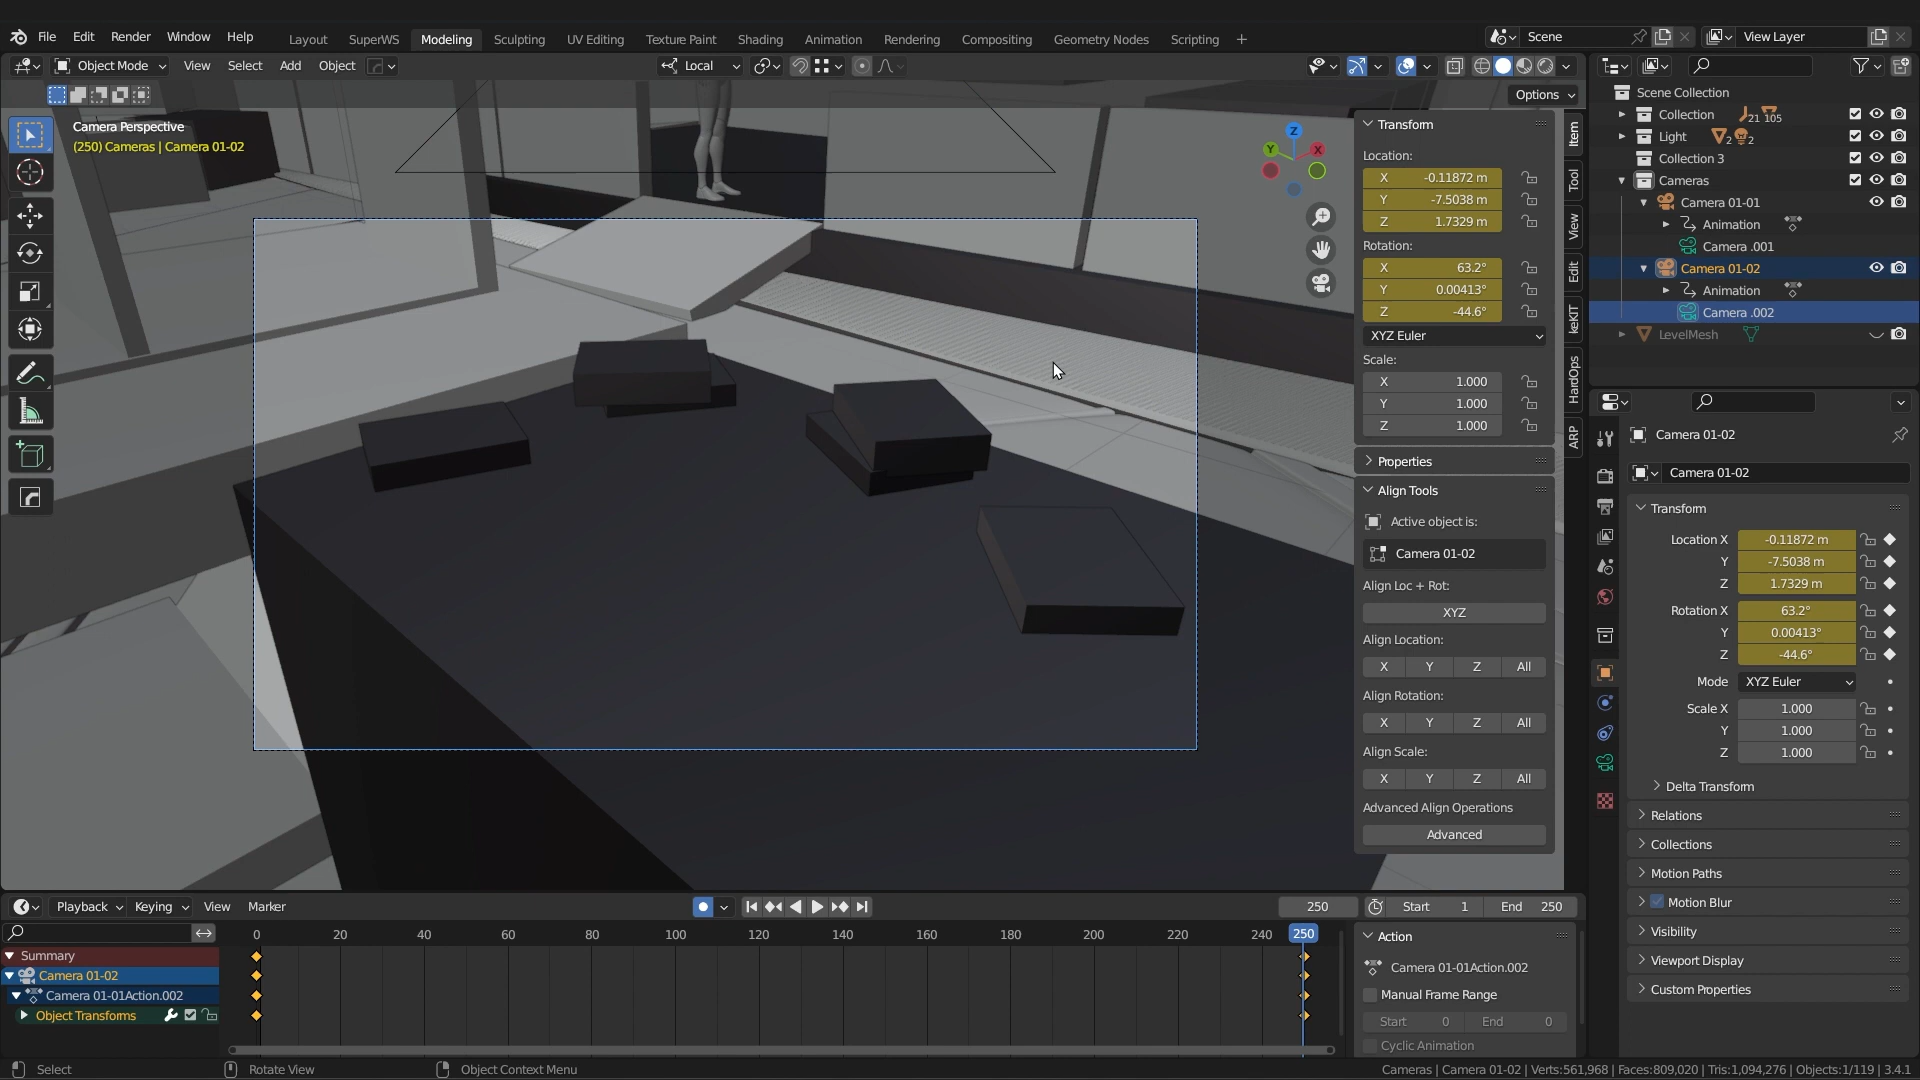 File Edit Render Window Help Layout SuperWS Modeling Sculpting UV Editing Texture Paint Shading Animation Rendering Compositing Geometry Nodes Scripting + Scene View Layer
Object Mode View Select Add Object Local
Options
Camera Perspective
(250) Cameras | Camera 01-02
Z
Y
X
Transform
Location:
X -0.11872 m
Y -7.5038 m
Z 1.7329 m
Rotation:
X 63.2°
Y 0.00413°
Z -44.6°
XYZ Euler
Scale:
X 1.000
Y 1.000
Z 1.000
Properties
Align Tools
Active object is:
Camera 01-02
Align Loc + Rot:
XYZ
Align Location:
X Y Z All
Align Rotation:
X Y Z All
Align Scale:
X Y Z All
Advanced Align Operations
Advanced
Item
Tool
View
Edit
keKIT
HardOps
ARP
Scene Collection
Collection 21 105
Light 2 2
Collection 3
Cameras
Camera 01-01
Animation
Camera .001
Camera 01-02
Animation
Camera .002
LevelMesh
Camera 01-02
Camera 01-02
Transform
Location X -0.11872 m
Y -7.5038 m
Z 1.7329 m
Rotation X 63.2°
Y 0.00413°
Z -44.6°
Mode XYZ Euler
Scale X 1.000
Y 1.000
Z 1.000
Delta Transform
Relations
Collections
Motion Paths
Motion Blur
Visibility
Viewport Display
Custom Properties
Playback Keying View Marker 250 Start 1 End 250
0 20 40 60 80 100 120 140 160 180 200 220 240 250
Summary
Camera 01-02
Camera 01-01Action.002
Object Transforms
Action
Camera 01-01Action.002
Manual Frame Range
Start 0 End 0
Cyclic Animation
Select Rotate View Object Context Menu Cameras | Camera 01-02 | Verts:561,968 | Faces:809,020 | Tris:1,094,276 | Objects:1/119 | 3.4.1